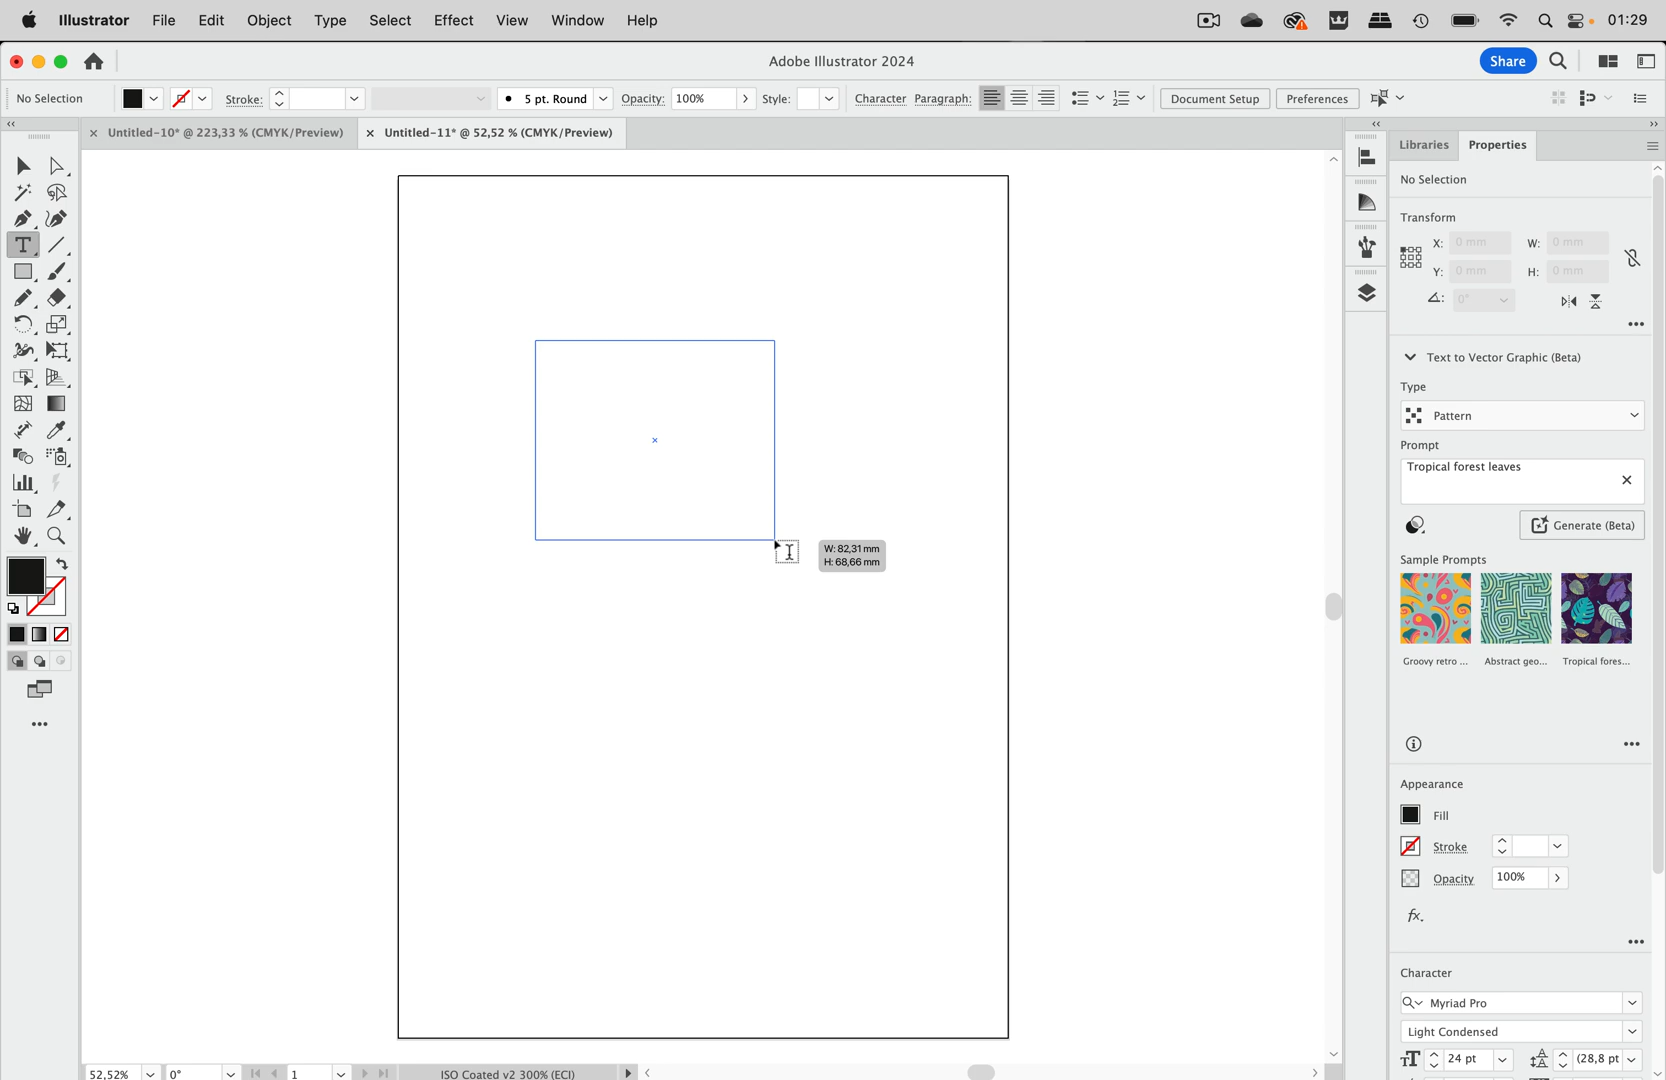 Illustrator File Edit Object Type Select Effect View Window Help 01:29
Adobe Illustrator 2024 Share
No Selection Stroke: 5 pt. Round Opacity: 100% Style: Character Paragraph: Document Setup Preferences
Untitled-10* @ 223,33 % (CMYK/Preview) Untitled-11* @ 52,52 % (CMYK/Preview)
Libraries Properties
No Selection
Transform
X: 0 mm W: 0 mm
Y: 0 mm H: 0 mm
0°
Text to Vector Graphic (Beta)
Type
Pattern
Prompt
Tropical forest leaves
Generate (Beta)
W: 82,31 mm
H: 68,66 mm
Sample Prompts
Groovy retro ... Abstract geo... Tropical fores...
Appearance
Fill
Stroke
Opacity 100%
fx.
Character
Myriad Pro
Light Condensed
24 pt (28,8 pt
52,52% 0° 1 ISO Coated v2 300% (ECI)